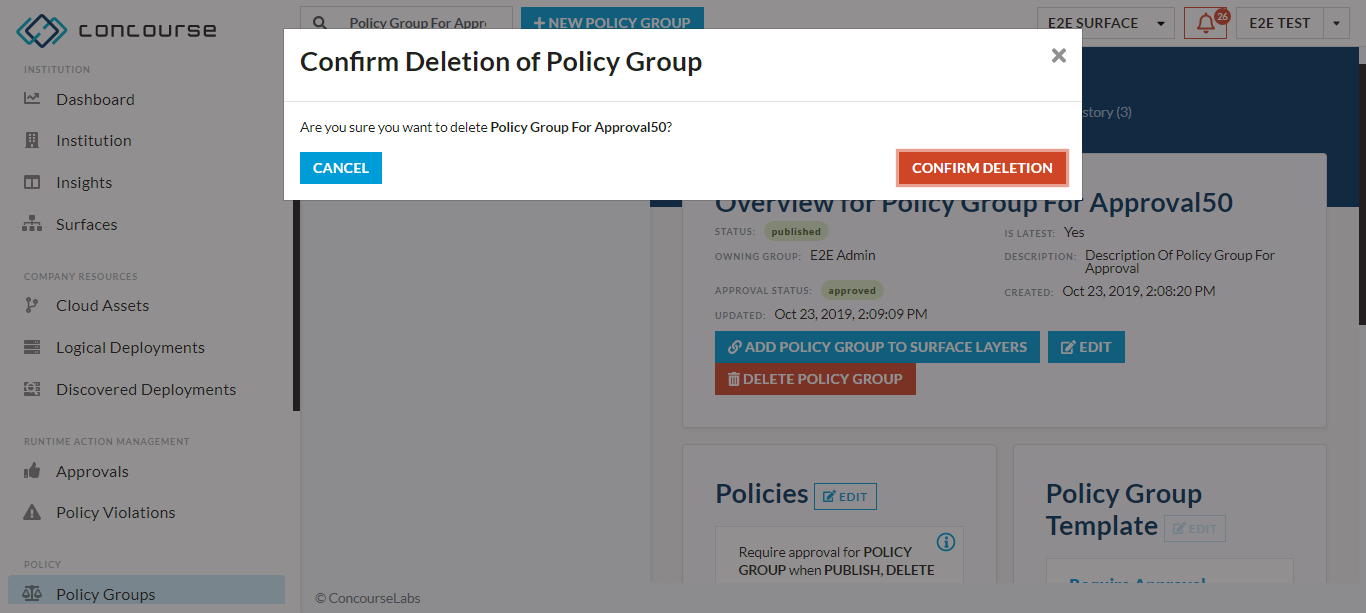 concourse
Policy Group For Appr
NEW POLICY GROUP
E2E SURFACE
26
E2E TEST
Confirm Deletion of Policy Group
Are you sure you want to delete Policy Group For Approval50?
CANCEL
CONFIRM DELETION
INSTITUTION
Dashboard
Institution
Insights
Surfaces
COMPANY RESOURCES
Cloud Assets
Logical Deployments
Discovered Deployments
RUNTIME ACTION MANAGEMENT
Approvals
Policy Violations
POLICY
Policy Groups
story (3)
Overview for Policy Group For Approval50
STATUS: published
IS LATEST: Yes
OWNING GROUP: E2E Admin
DESCRIPTION: Description Of Policy Group For
Approval
APPROVAL STATUS: approved
CREATED: Oct 23, 2019, 2:08:20 PM
UPDATED: Oct 23, 2019, 2:09:09 PM
ADD POLICY GROUP TO SURFACE LAYERS
EDIT
DELETE POLICY GROUP
Policies EDIT
Require approval for POLICY
GROUP when PUBLISH, DELETE
Policy Group
Template EDIT
Require Approval
© ConcourseLabs